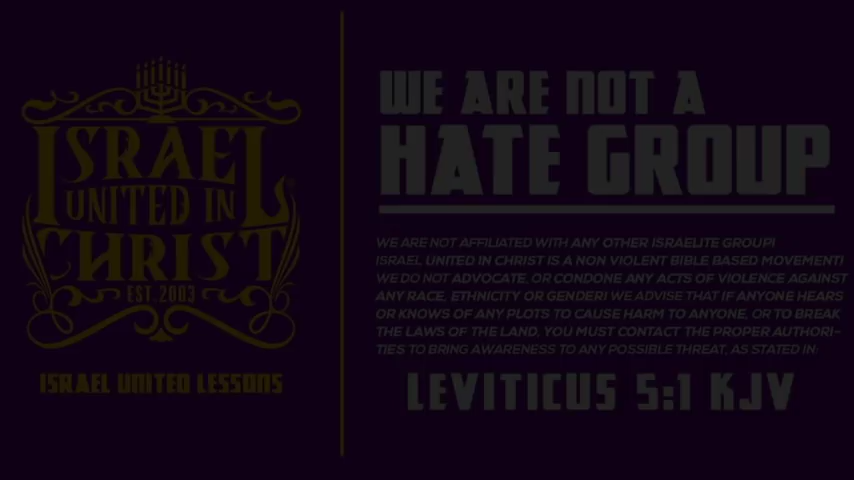 ISRAEL
UNITED IN
CHRIST
EST. 2003
ISRAEL UNITED LESSONS
WE ARE NOT A
HATE GROUP
WE ARE NOT AFFILIATED WITH ANY OTHER ISRAELITE GROUP!
ISRAEL UNITED IN CHRIST IS A NON VIOLENT BIBLE BASED MOVEMENT!
WE DO NOT ADVOCATE, OR CONDONE ANY ACTS OF VIOLENCE AGAINST
ANY RACE, ETHNICITY OR GENDER! WE ADVISE THAT IF ANYONE HEARS
OR KNOWS OF ANY PLOTS TO CAUSE HARM TO ANYONE, OR TO BREAK
THE LAWS OF THE LAND, YOU MUST CONTACT THE PROPER AUTHORI-
TIES TO BRING AWARENESS TO ANY POSSIBLE THREAT, AS STATED IN:
LEVITICUS 5:1 KJV